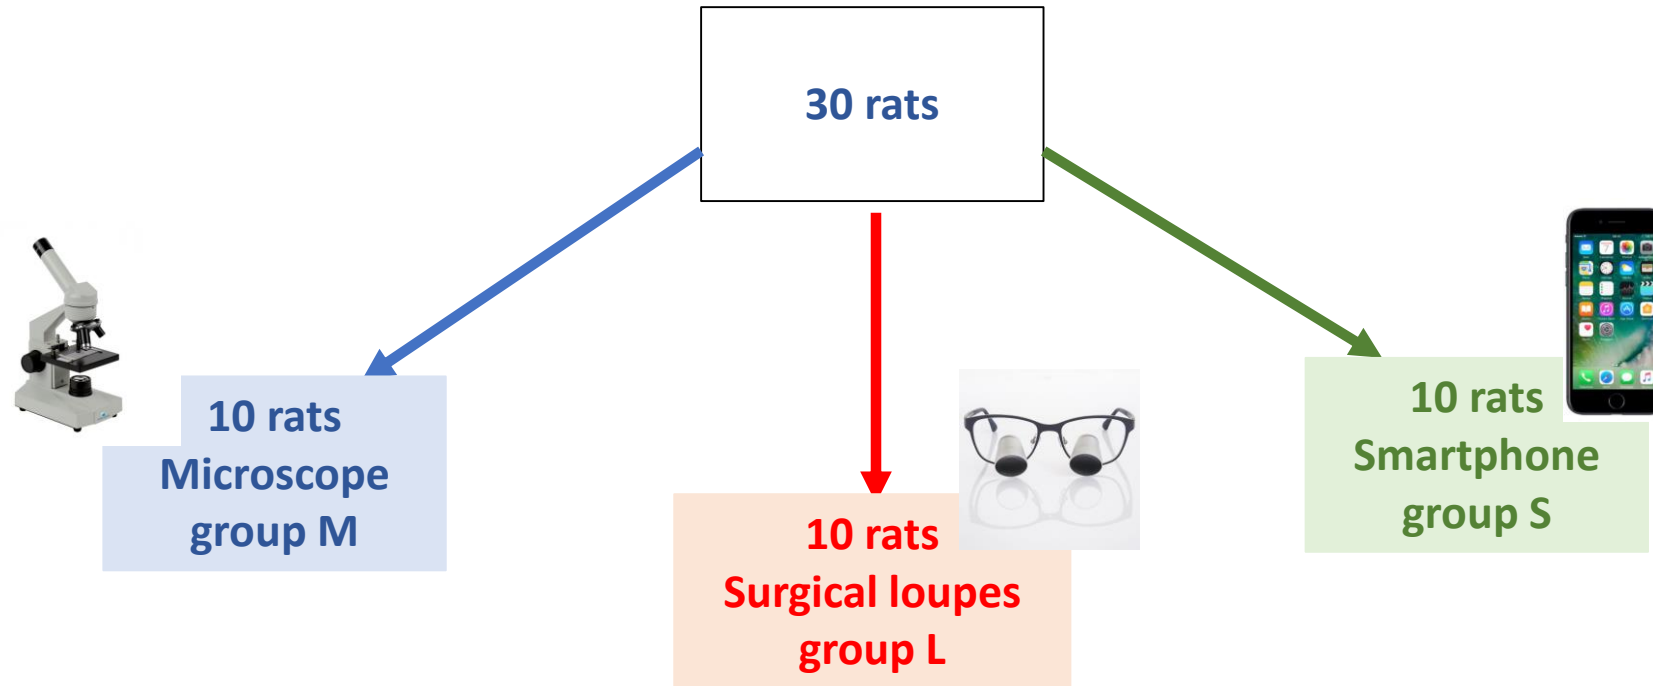 30 rats
10 rats
Microscope
group M
10 rats
Surgical loupes
group L
10 rats
Smartphone
group S